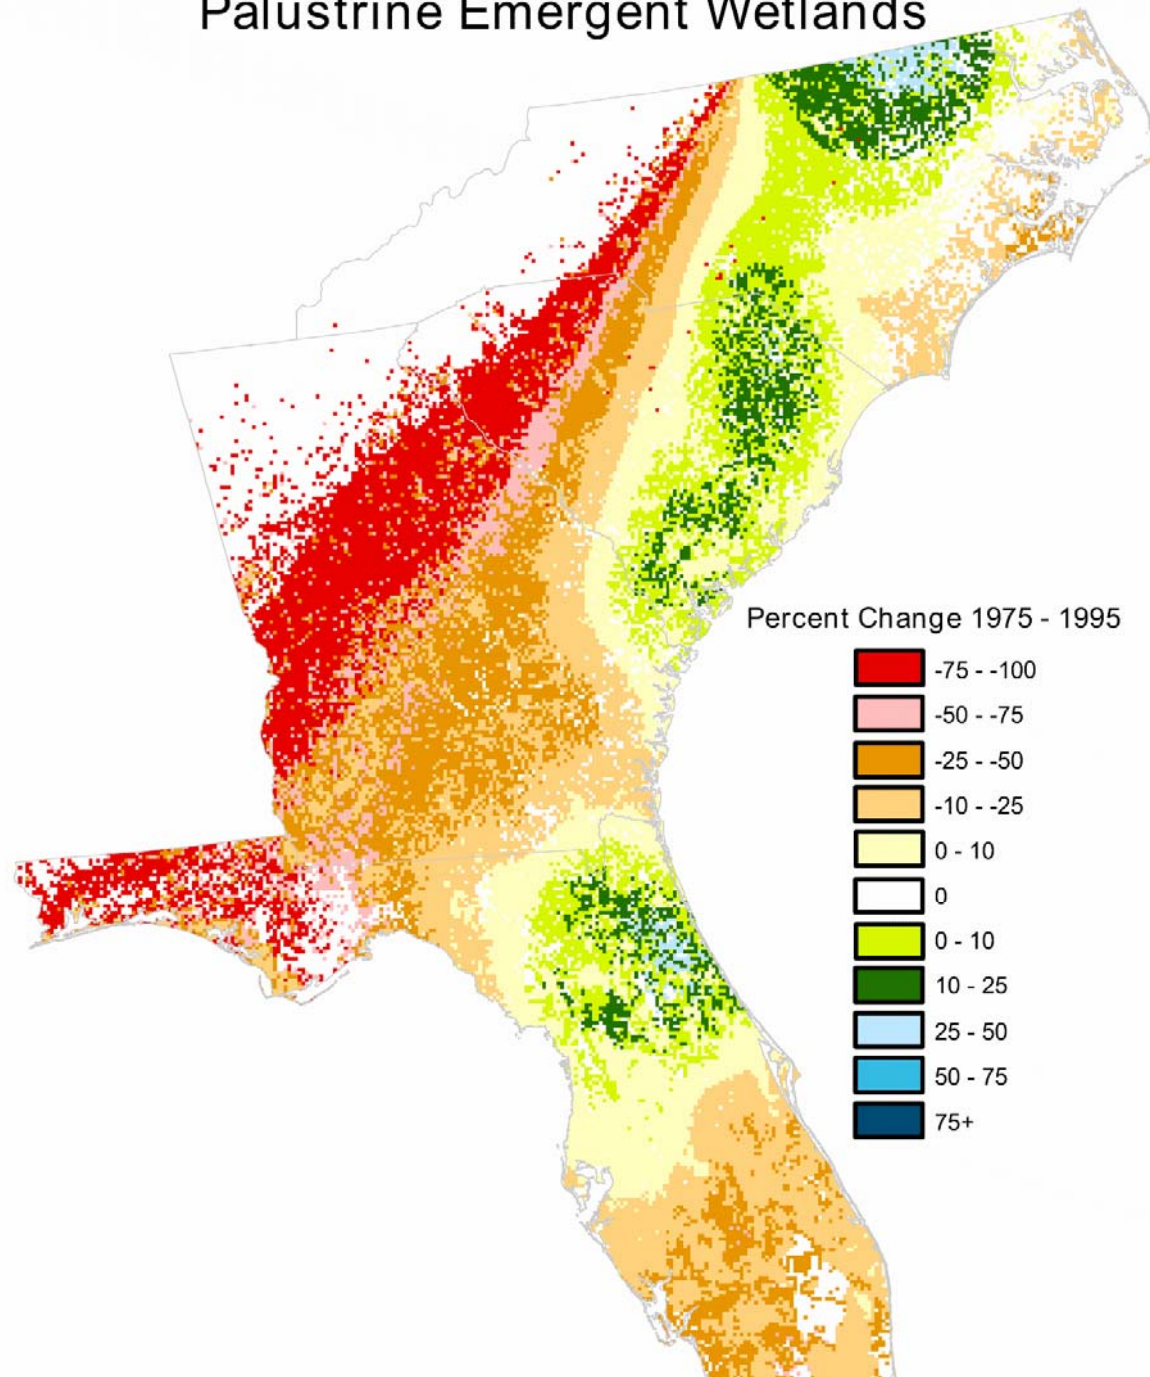 Palustrine Emergent Wetlands
Percent Change 1975 - 1995
-75 - -100
-50 - -75
-25 - -50
-10 - -25
0 - 10
0
0 - 10
10 - 25
25 - 50
50 - 75
75+